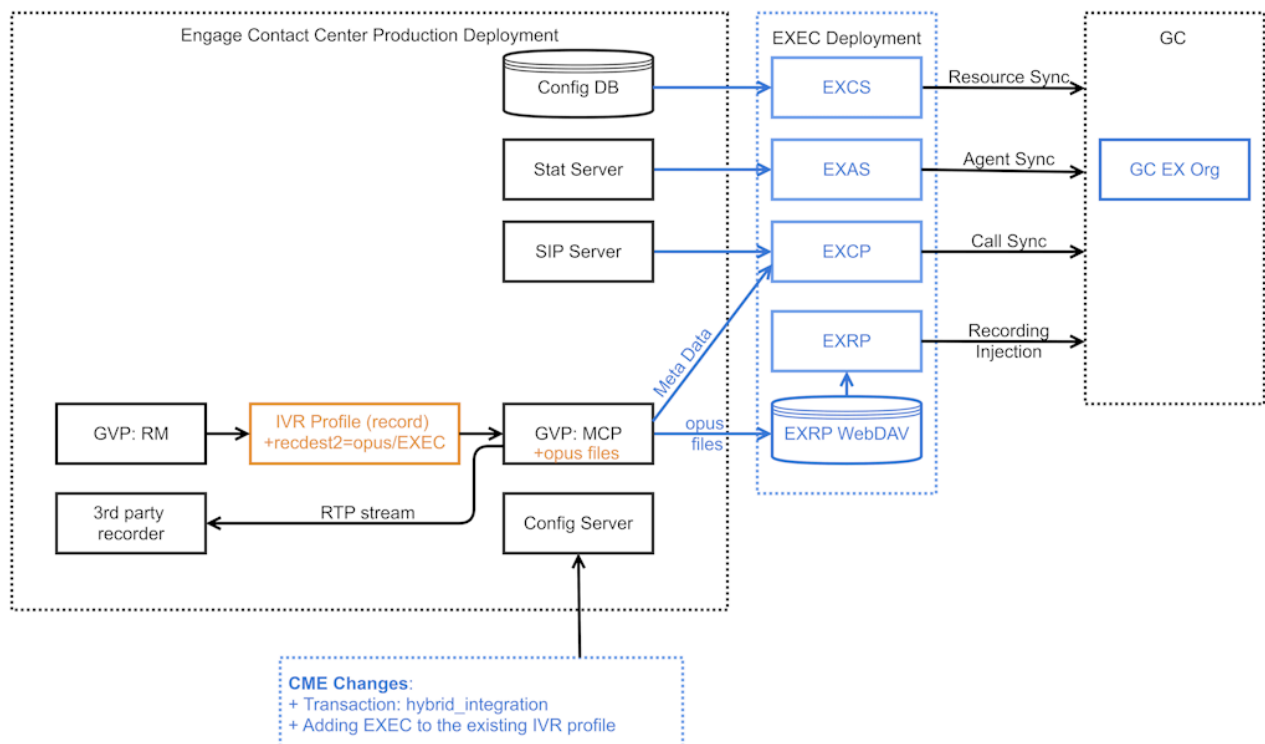 Engage Contact Center Production Deployment
EXEC Deployment
GC
Config DB
EXCS
Resource Sync
Stat Server
EXAS
Agent Sync
GC EX Org
SIP Server
EXCP
Call Sync
Meta Data
EXRP
Recording
Injection
GVP: RM
IVR Profile (record)
+recdest2=opus/EXEC
GVP: MCP
+opus files
opus
files
EXRP WebDAV
3rd party
recorder
RTP stream
Config Server
CME Changes:
+ Transaction: hybrid_integration
+ Adding EXEC to the existing IVR profile